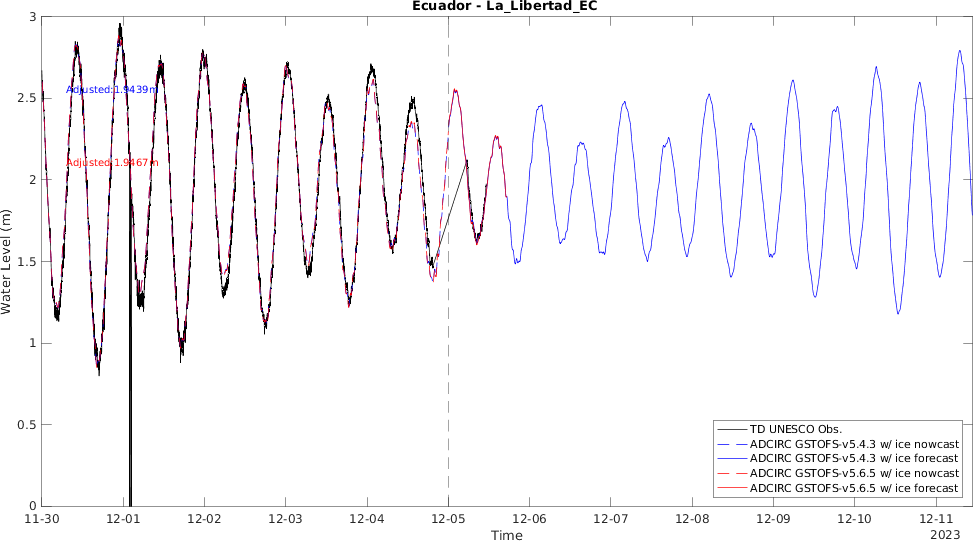 Ecuador - La_Libertad_EC
3
2.5
2
1.5
1
0.5
0
Water Level (m)
Adjusted:1.9439m
Adjusted:1.9467m
TD UNESCO Obs.
ADCIRC GSTOFS-v5.4.3 w/ ice nowcast
ADCIRC GSTOFS-v5.4.3 w/ ice forecast
ADCIRC GSTOFS-v5.6.5 w/ ice nowcast
ADCIRC GSTOFS-v5.6.5 w/ ice forecast
11-30 12-01 12-02 12-03 12-04 12-05 12-06 12-07 12-08 12-09 12-10 12-11
Time
2023